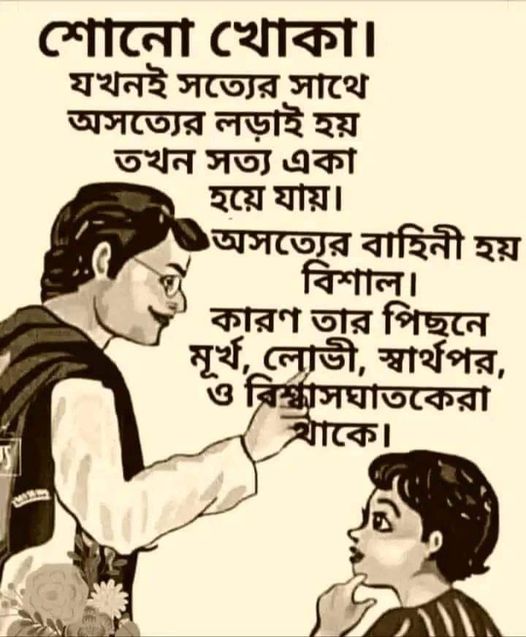 শোনো খোকা।
যখনই সত্যের সাথে
অসত্যের লড়াই হয়
তখন সত্য একা
হয়ে যায়।
অসত্যের বাহিনী হয়
বিশাল।
কারণ তার পিছনে
মূর্খ, লোভী, স্বার্থপর,
ও বিশ্বাসঘাতকেরা
থাকে।